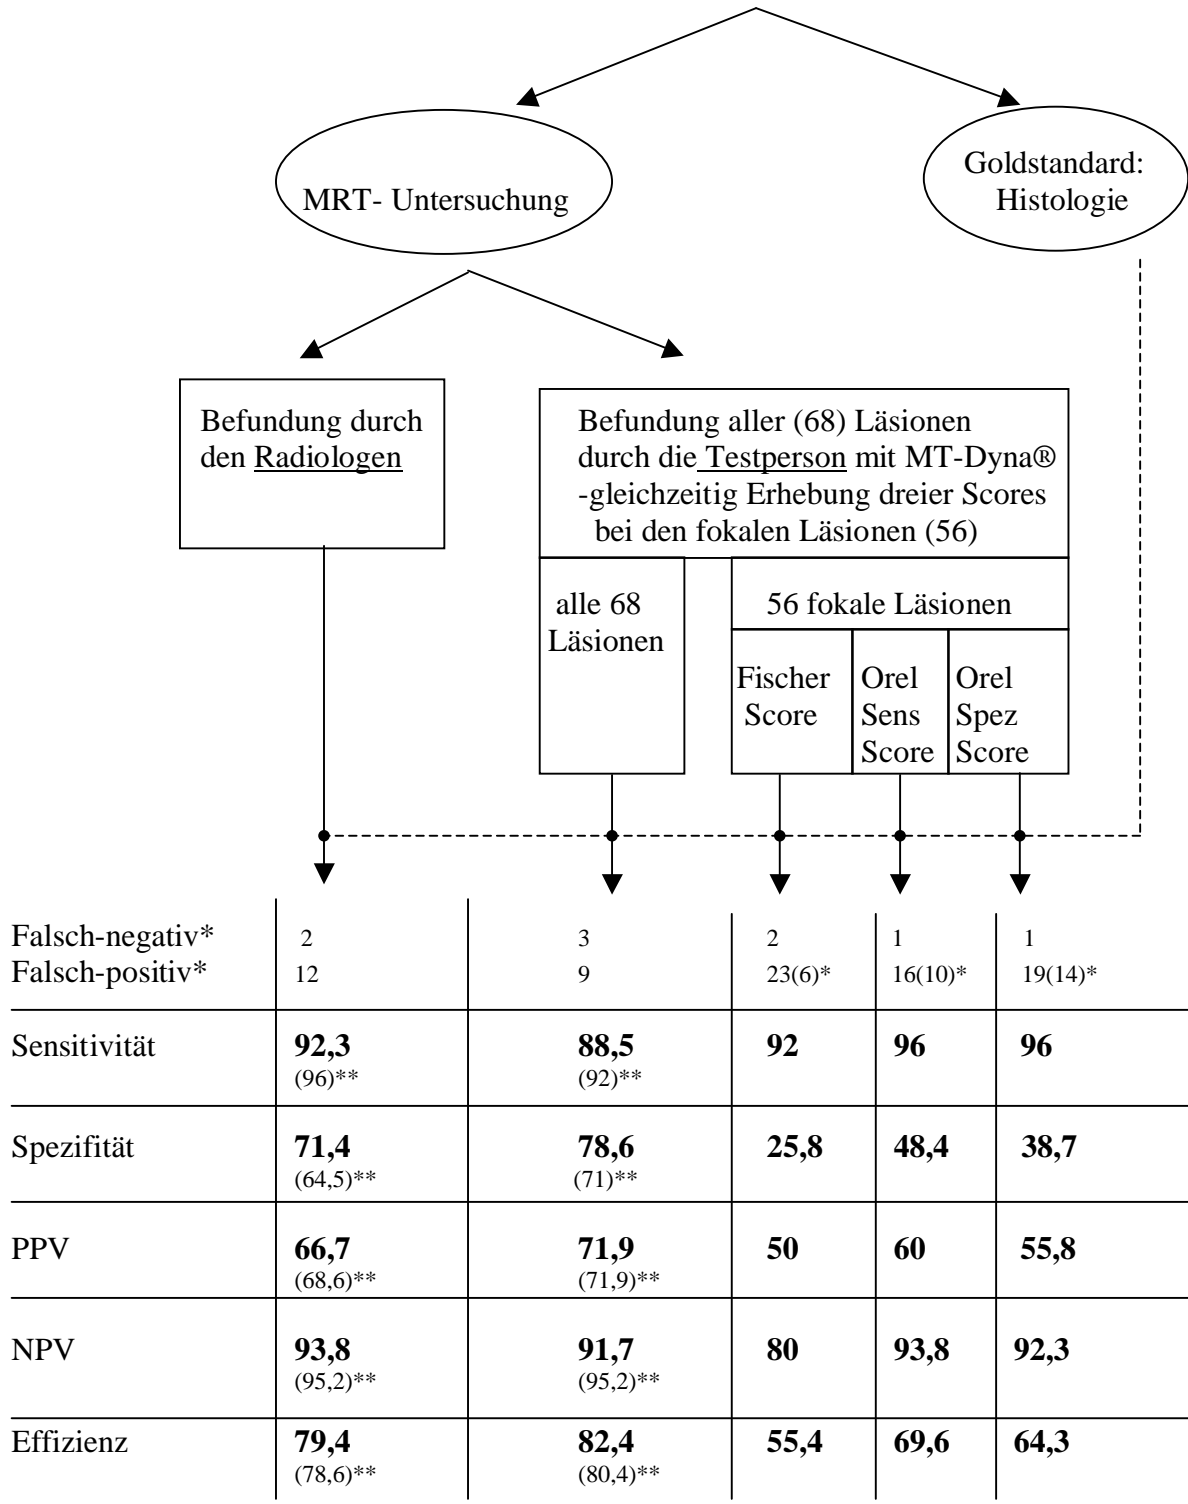 MRT- Untersuchung
Goldstandard:
Histologie
Befundung durch
den Radiologen
Befundung aller (68) Läsionen
durch die Testperson mit MT-Dyna®
-gleichzeitig Erhebung dreier Scores
bei den fokalen Läsionen (56)
alle 68
Läsionen
56 fokale Läsionen
Fischer
Score
Orel
Sens
Score
Orel
Spez
Score
Falsch-negativ* 2 3 2 1 1
Falsch-positiv* 12 9 23(6)* 16(10)* 19(14)*
Sensitivität 92,3 88,5 92 96 96
(96)** (92)**
Spezifität 71,4 78,6 25,8 48,4 38,7
(64,5)** (71)**
PPV 66,7 71,9 50 60 55,8
(68,6)** (71,9)**
NPV 93,8 91,7 80 93,8 92,3
(95,2)** (95,2)**
Effizienz 79,4 82,4 55,4 69,6 64,3
(78,6)** (80,4)**